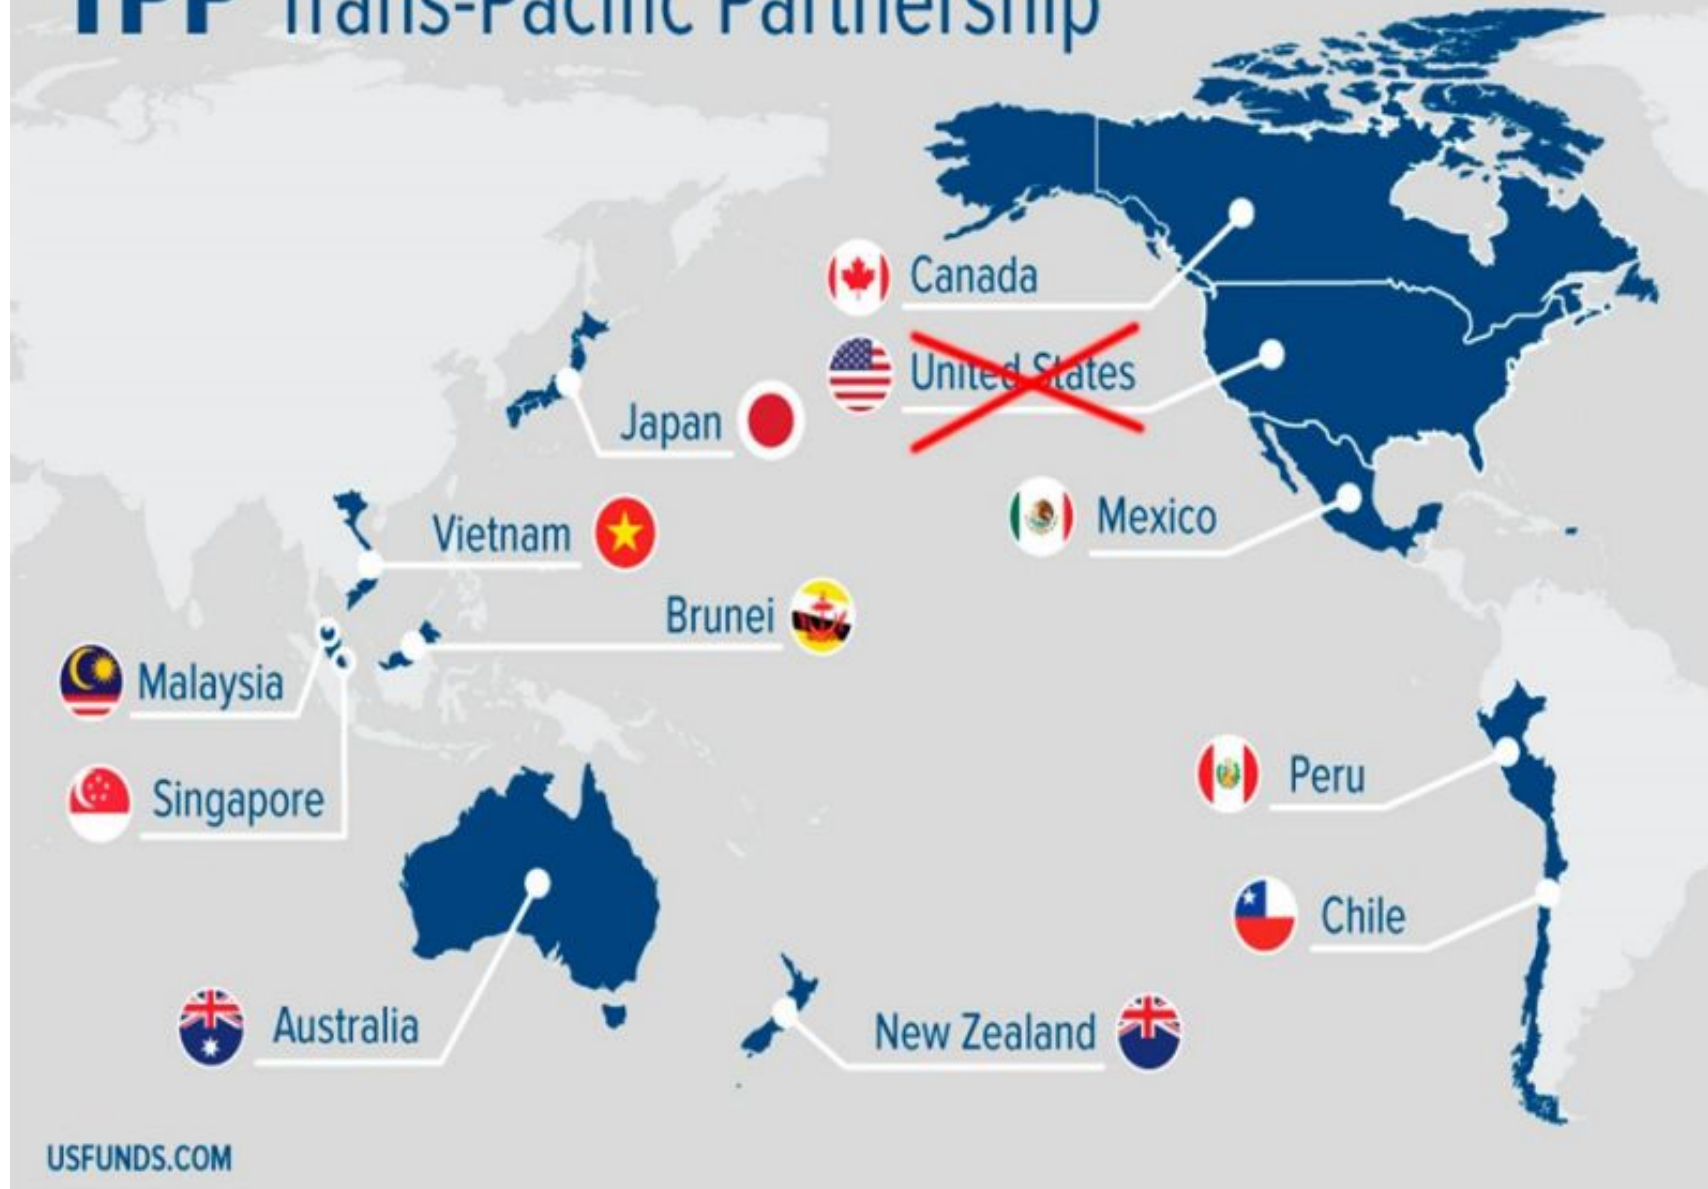 TPP Trans-Pacific Partnership
Canada
United States
Japan
Mexico
Vietnam
Brunei
Malaysia
Singapore
Peru
Chile
Australia
New Zealand
USFUNDS.COM